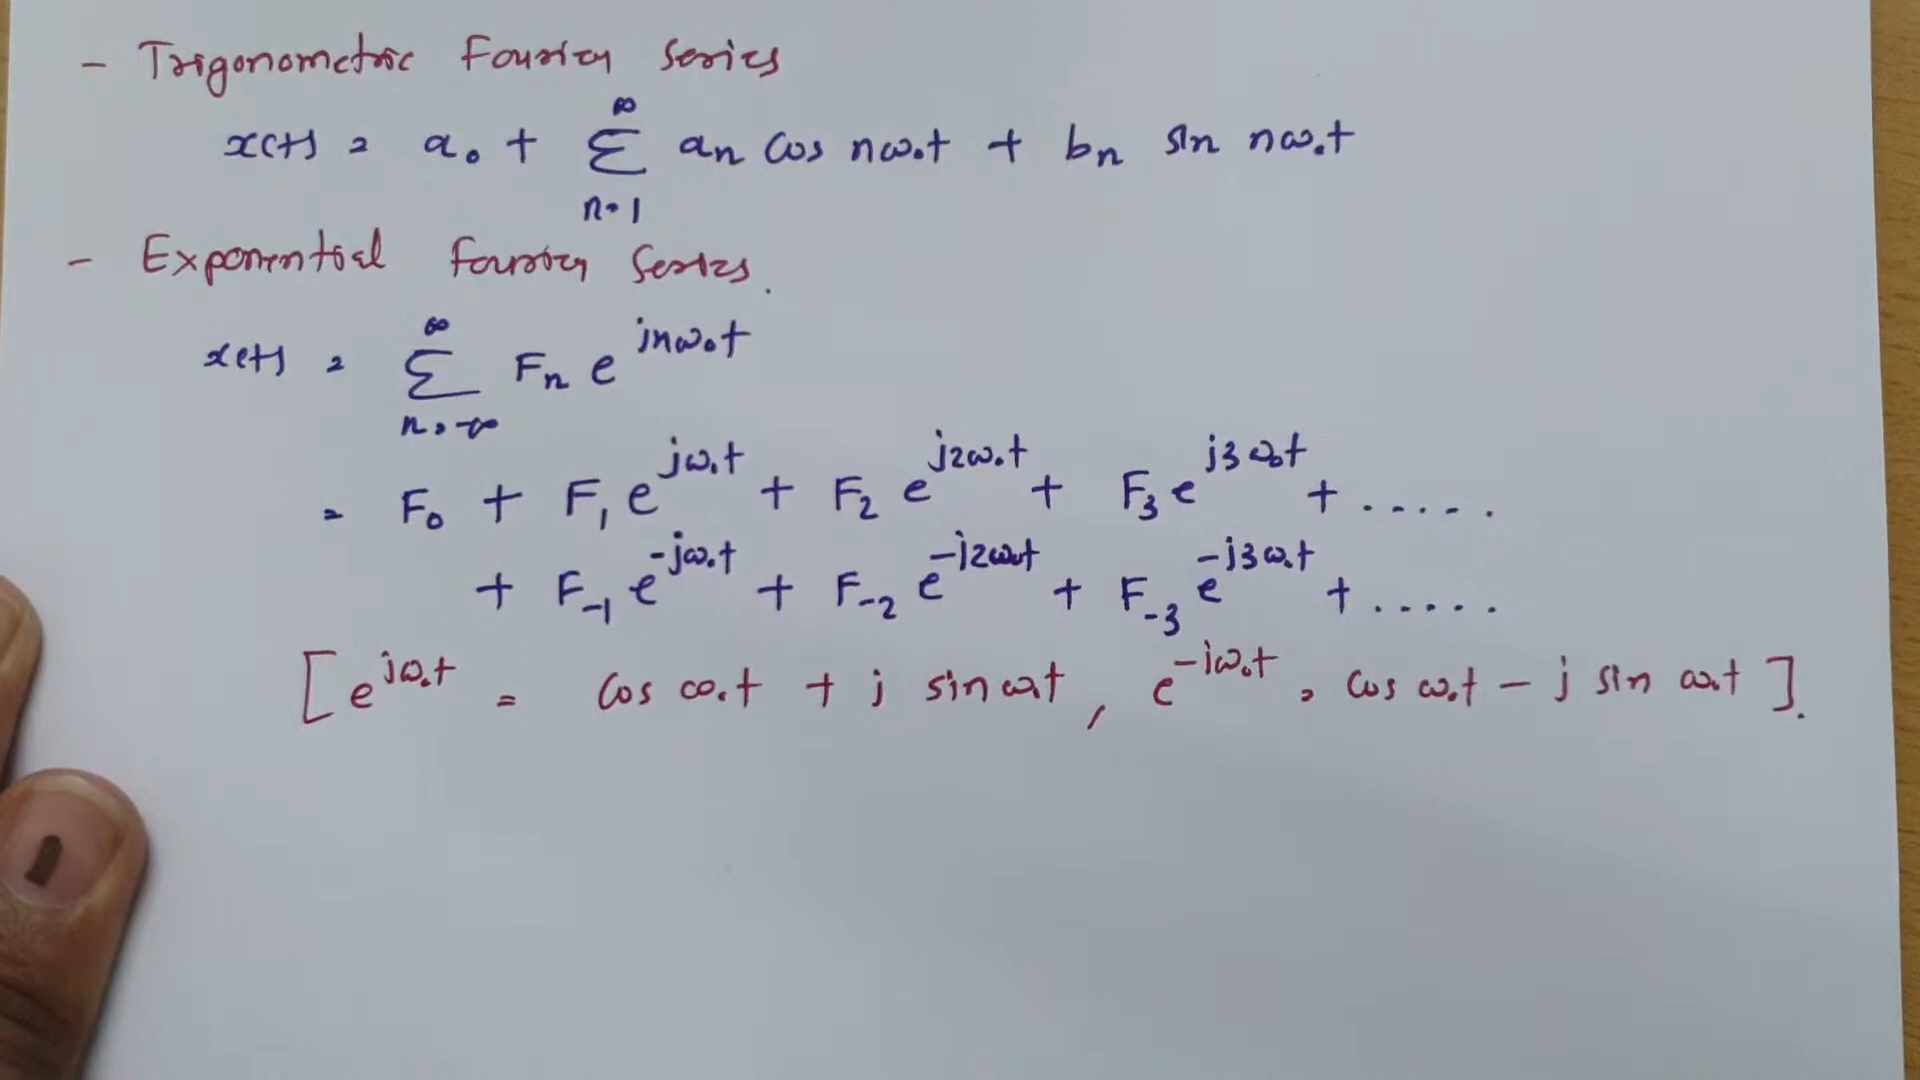 - Trigonometric Fourier Series
x(t) = a₀ + ∞ Σ n=1 aₙ cos nω₀t + bₙ sin nω₀t
- Exponential Fourier Series.
x(t) = ∞ Σ n=-∞ Fₙ e^jnω₀t
= F₀ + F₁ e^jω₀t + F₂ e^j2ω₀t + F₃ e^j3ω₀t + .....
+ F₋₁ e^-jω₀t + F₋₂ e^-j2ω₀t + F₋₃ e^-j3ω₀t + .....
[e^jω₀t = cos ω₀t + j sin ω₀t, e^-jω₀t = cos ω₀t - j sin ω₀t].